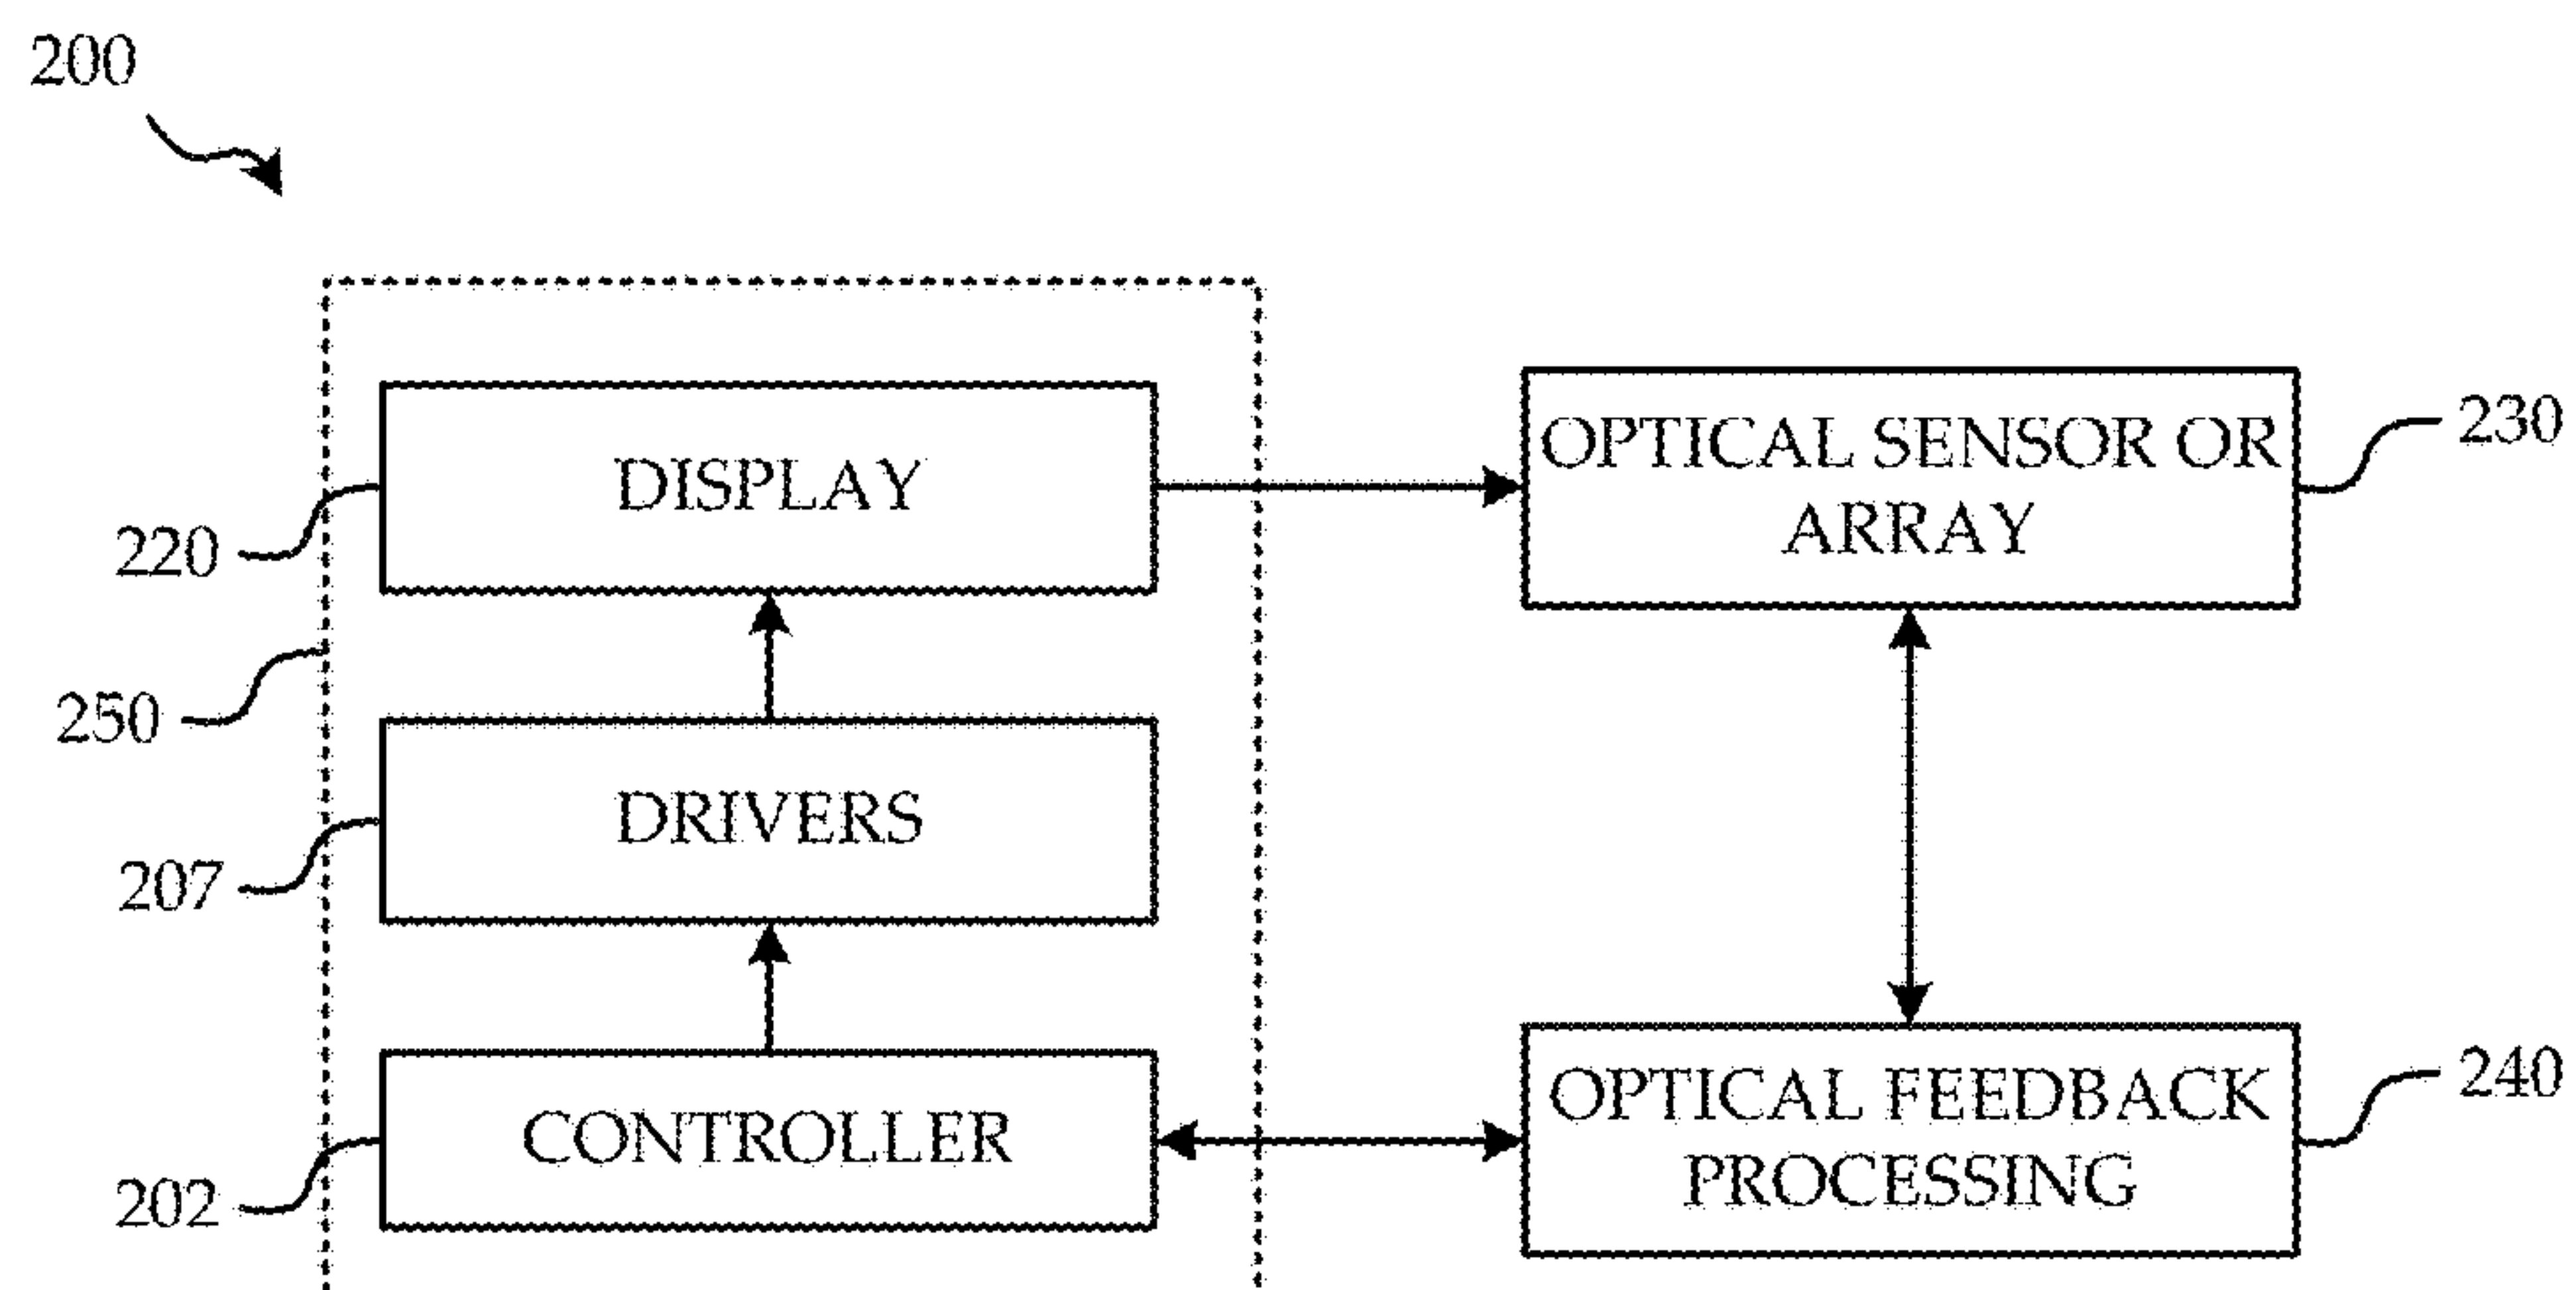 200
DISPLAY
OPTICAL SENSOR OR
ARRAY
230
220
250
DRIVERS
207
CONTROLLER
202
OPTICAL FEEDBACK
PROCESSING
240